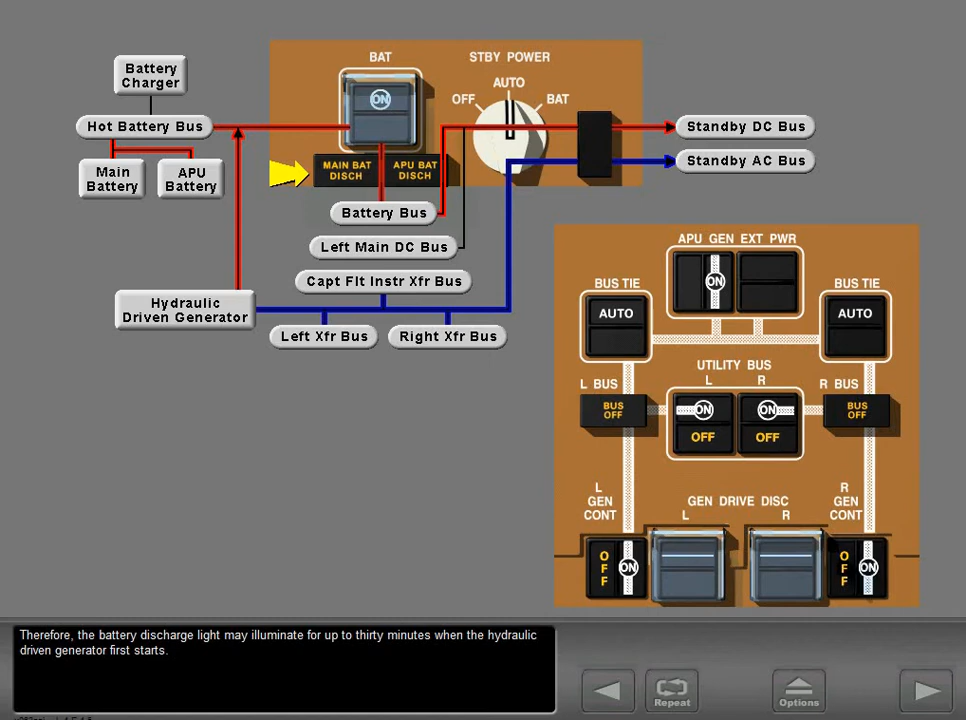 BAT
STBY POWER
AUTO
OFF
BAT
Battery
Charger
ON
Hot Battery Bus
Standby DC Bus
Standby AC Bus
Main
Battery
APU
Battery
MAIN BAT
DISCH
APU BAT
DISCH
Battery Bus
Left Main DC Bus
Capt Flt Instr Xfr Bus
Hydraulic
Driven Generator
Left Xfr Bus
Right Xfr Bus
APU GEN EXT PWR
ON
BUS TIE
BUS TIE
AUTO
AUTO
UTILITY BUS
L
R
L BUS
R BUS
BUS
OFF
ON
ON
BUS
OFF
OFF
OFF
L
GEN
CONT
GEN DRIVE DISC
L
R
R
GEN
CONT
OFF
ON
OFF
ON
Therefore, the battery discharge light may illuminate for up to thirty minutes when the hydraulic
driven generator first starts.
Repeat
Options